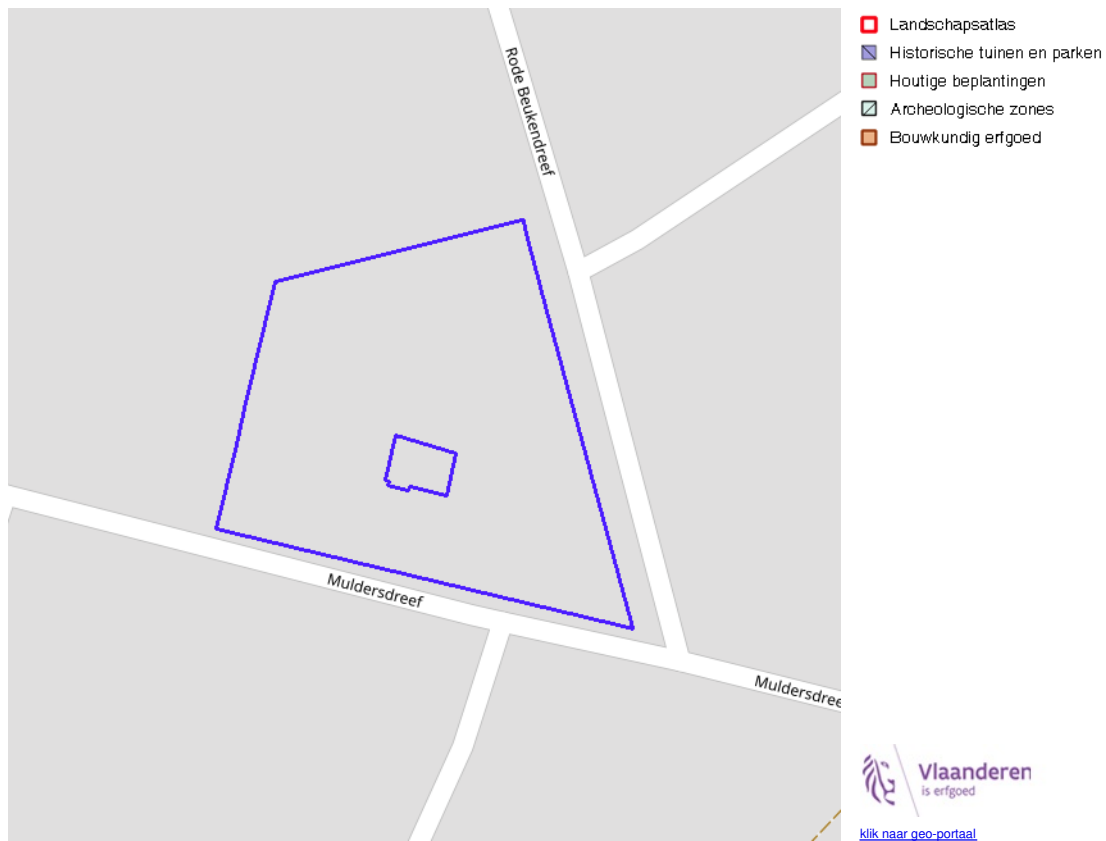 Rode Beukendreef
Muldersdreef
Muldersdree
Landschapsatlas
Historische tuinen en parken
Houtige beplantingen
Archeologische zones
Bouwkundig erfgoed
Vlaanderen
is erfgoed
klik naar geo-portaal